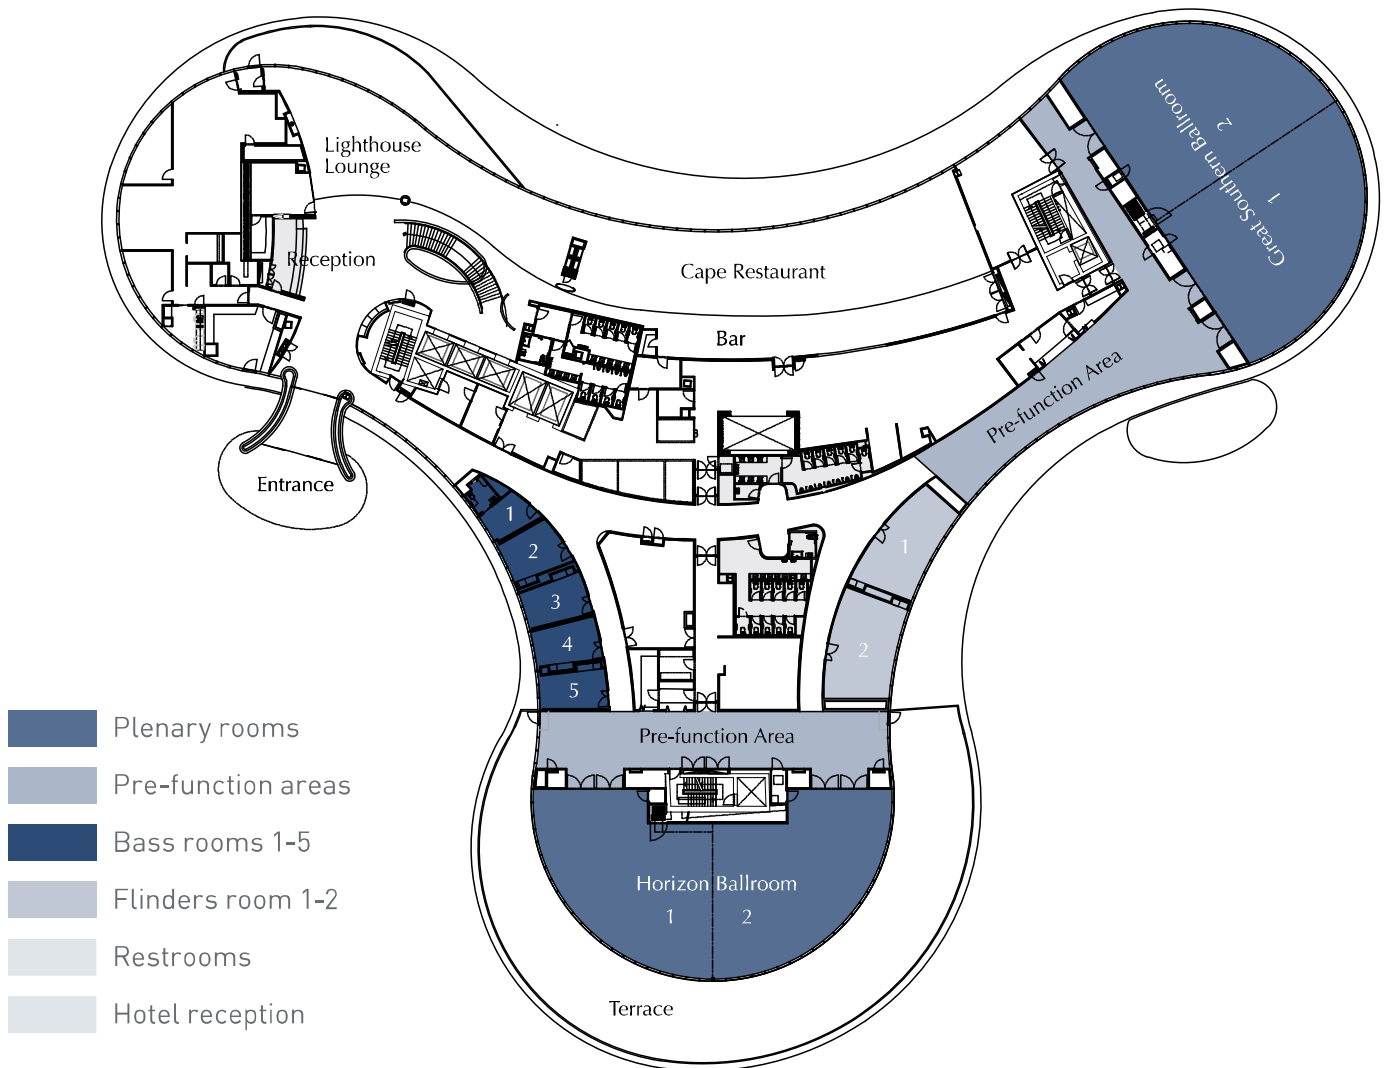 Lighthouse
Lounge
Reception
Cape Restaurant
Bar
Entrance
Great Southern Ballroom
2
1
Pre-function Area
1
2
3
4
5
1
2
Pre-function Area
Horizon Ballroom
1 2
Terrace
Plenary rooms
Pre-function areas
Bass rooms 1-5
Flinders room 1-2
Restrooms
Hotel reception